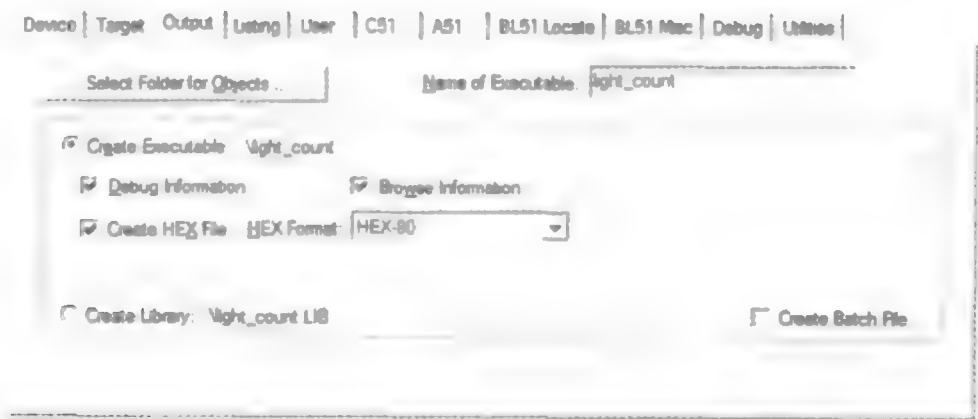 Device Target Output Listing User C51 A51 BL51 Locate BL51 Misc Debug Utilities
Select Folder for Objects ..
Name of Executable: light_count
Create Executable: .\light_count
Debug Information
Browse Information
Create HEX File
HEX Format: HEX-80
Create Library: .\light_count.LIB
Create Batch File